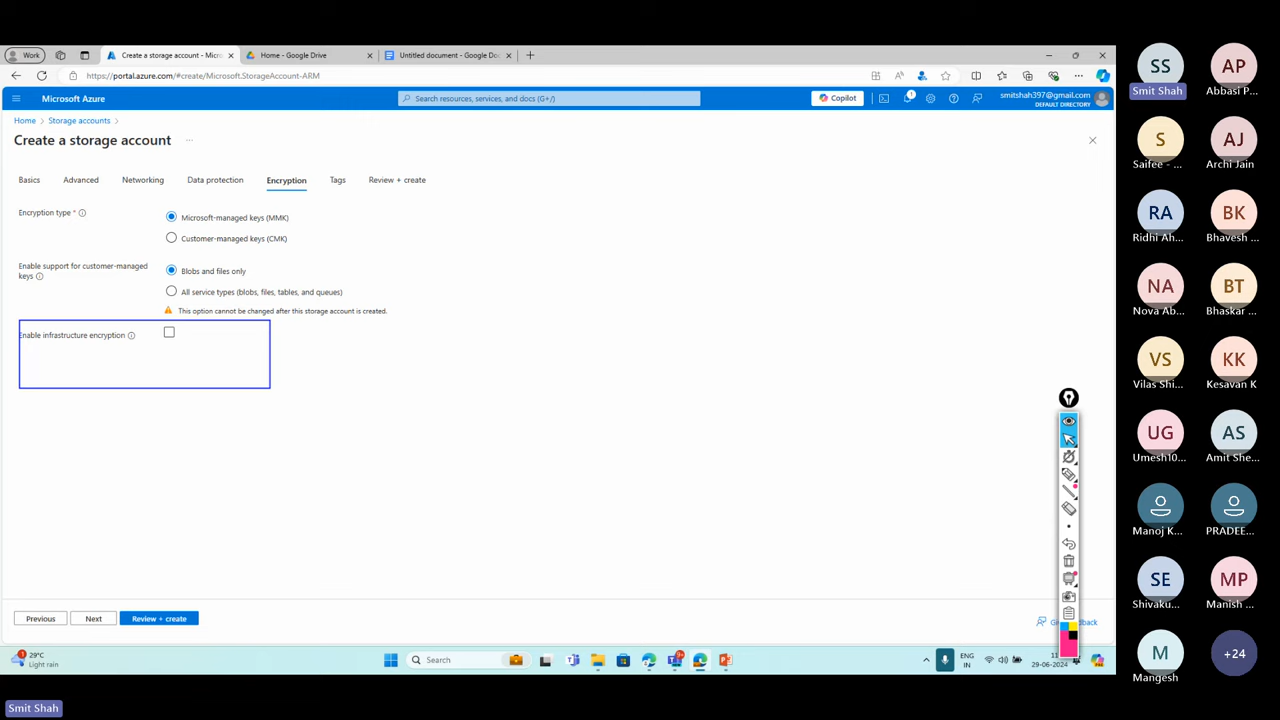 Work
Create a storage account - Micro
Home - Google Drive
Untitled document - Google Do
https://portal.azure.com/#create/Microsoft.StorageAccount-ARM
Microsoft Azure
Search resources, services, and docs (G+/)
Copilot
1
smitshah397@gmail.com
DEFAULT DIRECTORY
Home > Storage accounts >
Create a storage account ...
Basics
Advanced
Networking
Data protection
Encryption
Tags
Review + create
Encryption type *
Microsoft-managed keys (MMK)
Customer-managed keys (CMK)
Enable support for customer-managed
keys
Blobs and files only
All service types (blobs, files, tables, and queues)
This option cannot be changed after this storage account is created.
Enable infrastructure encryption
Previous
Next
Review + create
29°C
Light rain
Search
ENG
IN
29-06-2024
SS
Smit Shah
AP
Abbasi P...
S
Saifee - ...
AJ
Archi Jain
RA
Ridhi Ah...
BK
Bhavesh ...
NA
Nova Ab...
BT
Bhaskar ...
VS
Vilas Shi...
KK
Kesavan K
UG
Umesh10...
AS
Amit She...
Manoj K...
PRADEE...
SE
Shivaku...
MP
Manish ...
M
Mangesh
+24
Smit Shah